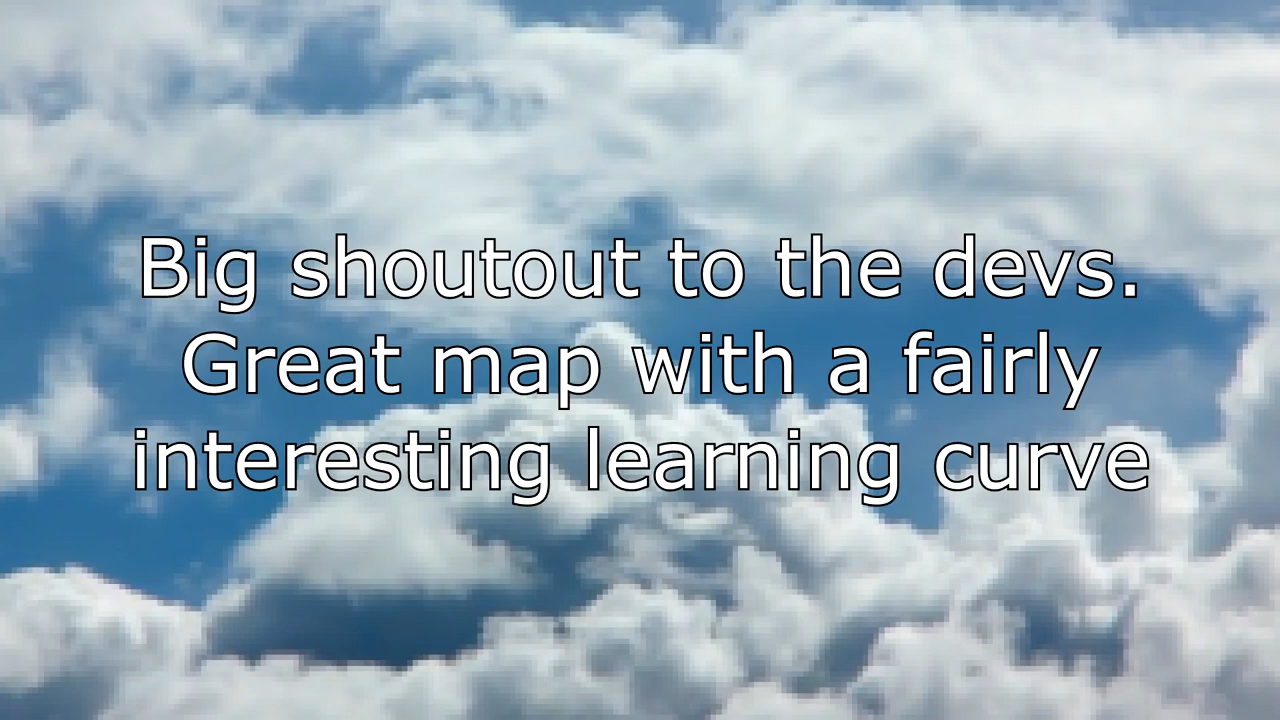 Big shoutout to the devs.
Great map with a fairly
interesting learning curve